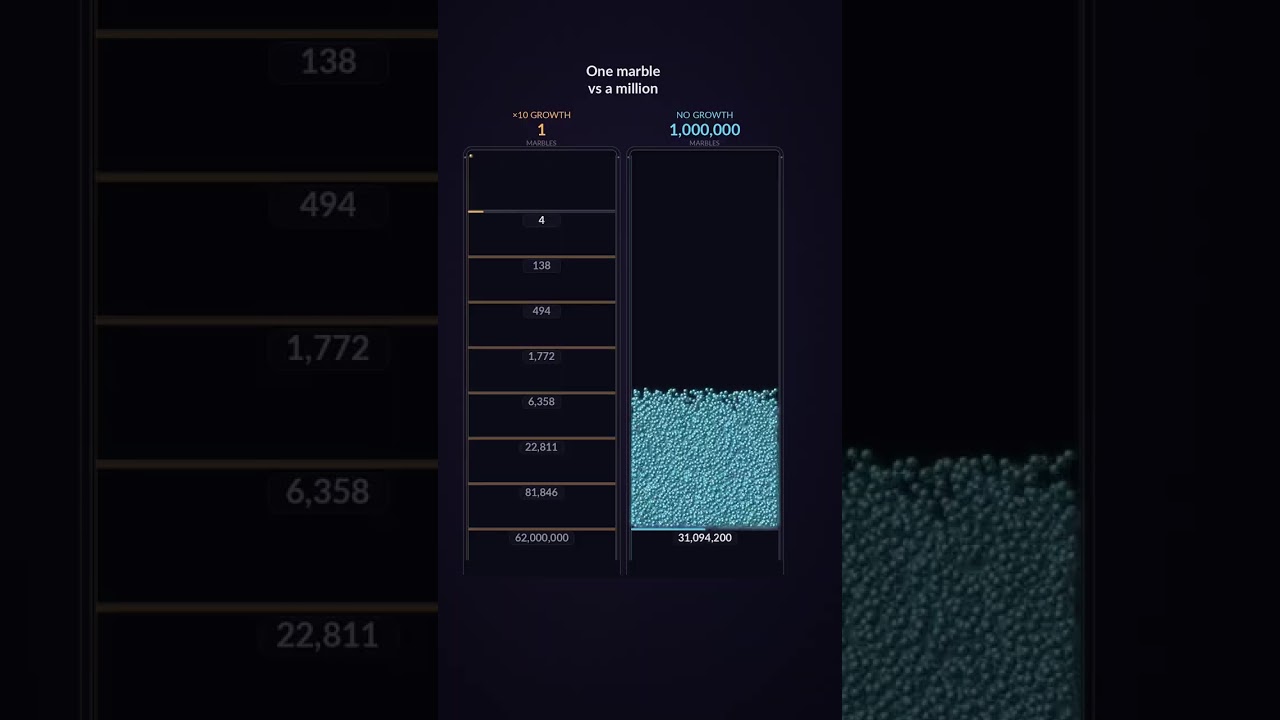 One marble
vs a million
×10 GROWTH
1
MARBLES
NO GROWTH
1,000,000
MARBLES
4
138
494
1,772
6,358
22,811
81,846
62,000,000
31,094,200
138
494
1,772
6,358
22,811